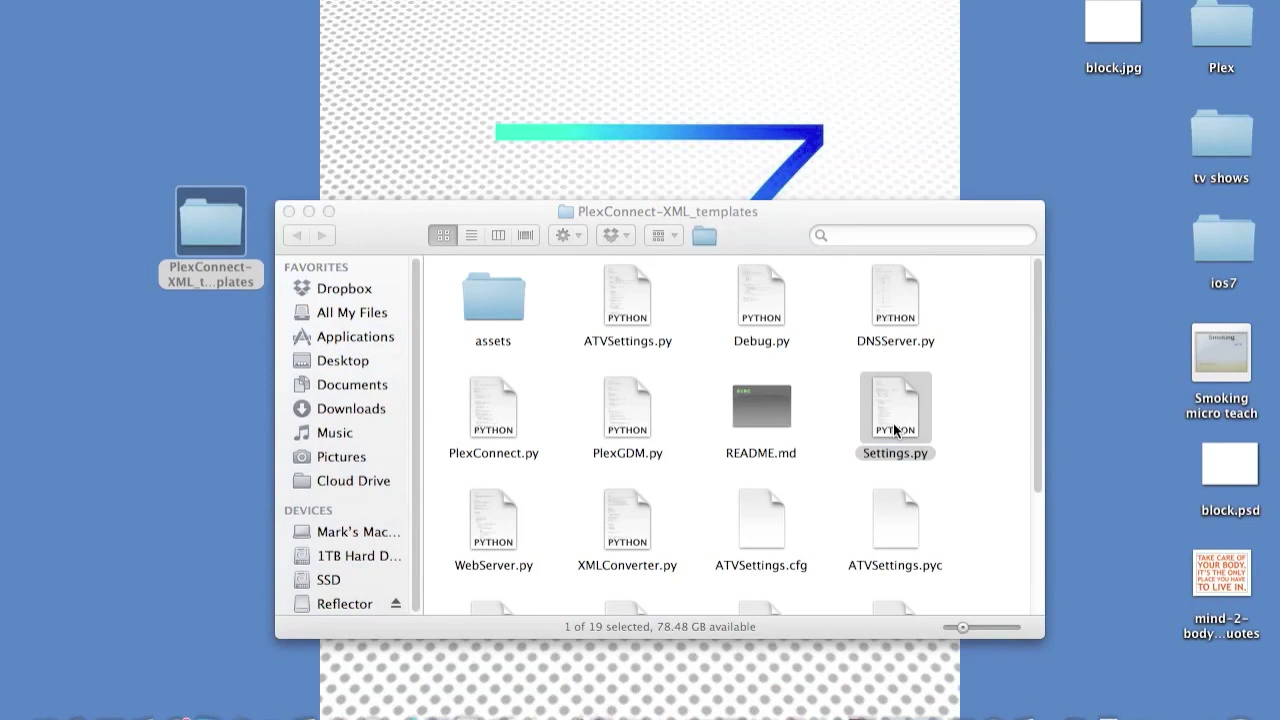 block.jpg
Plex
tv shows
ios7
Smoking
Smoking
micro teach
block.psd
TAKE CARE OF
YOUR BODY.
IT'S THE ONLY
PLACE YOU HAVE
TO LIVE IN.
mind-2-
body...uotes
PlexConnect-
XML_t...plates
PlexConnect-XML_templates
FAVORITES
Dropbox
All My Files
Applications
Desktop
Documents
Downloads
Music
Pictures
Cloud Drive
DEVICES
Mark's Mac...
1TB Hard D...
SSD
Reflector
assets
PYTHON
ATVSettings.py
PYTHON
Debug.py
PYTHON
DNSServer.py
PYTHON
PlexConnect.py
PYTHON
PlexGDM.py
README.md
PYTHON
Settings.py
PYTHON
WebServer.py
PYTHON
XMLConverter.py
ATVSettings.cfg
ATVSettings.pyc
1 of 19 selected, 78.48 GB available